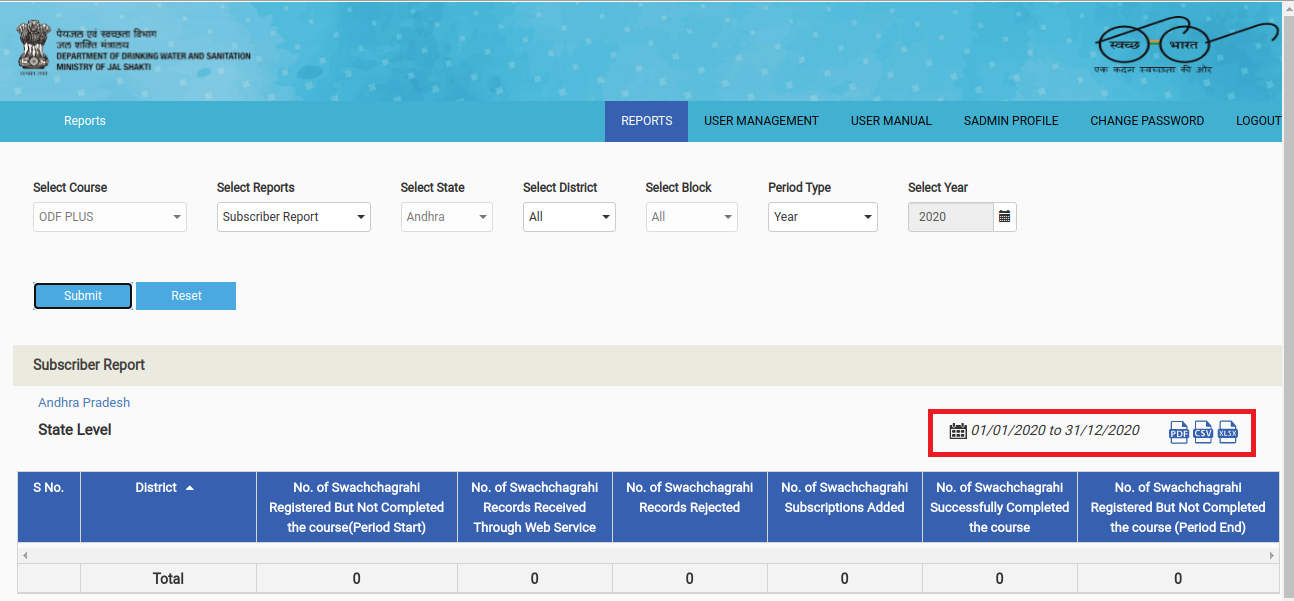 पेयजल एवं स्वच्छता विभाग
जल शक्ति मंत्रालय
DEPARTMENT OF DRINKING WATER AND SANITATION
MINISTRY OF JAL SHAKTI
स्वच्छ भारत
एक कदम स्वच्छता की ओर
Reports REPORTS USER MANAGEMENT USER MANUAL SADMIN PROFILE CHANGE PASSWORD LOGOUT
Select Course Select Reports Select State Select District Select Block Period Type Select Year
ODF PLUS Subscriber Report Andhra All All Year 2020
Submit Reset
Subscriber Report
Andhra Pradesh
State Level
01/01/2020 to 31/12/2020 PDF CSV XLSX
S No. District No. of Swachchagrahi No. of Swachchagrahi No. of Swachchagrahi No. of Swachchagrahi No. of Swachchagrahi No. of Swachchagrahi
Registered But Not Completed Records Received Records Rejected Subscriptions Added Successfully Completed Registered But Not Completed
the course(Period Start) Through Web Service the course the course (Period End)
Total 0 0 0 0 0 0